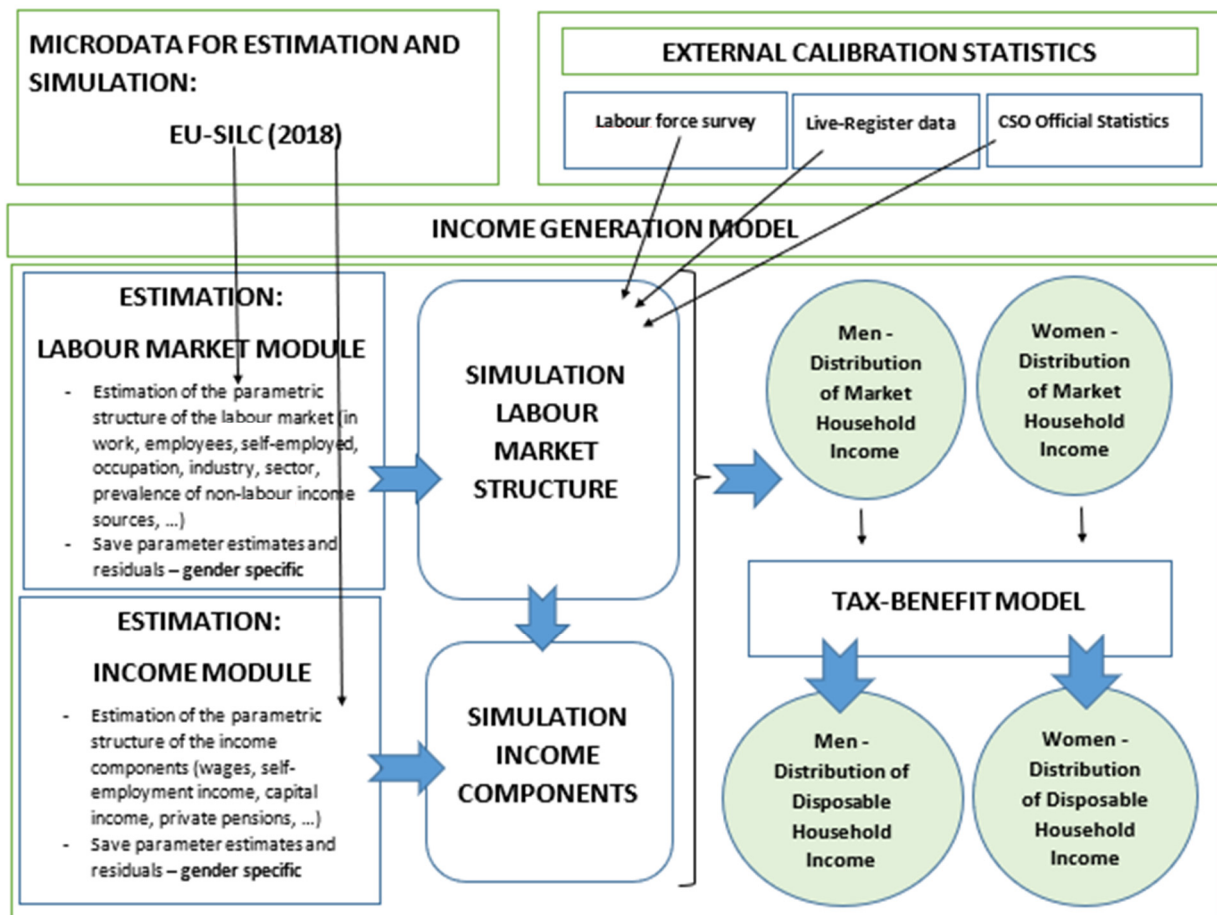 MICRODATA FOR ESTIMATION AND
SIMULATION:
EU-SILC (2018)
EXTERNAL CALIBRATION STATISTICS
Labour force survey
Live-Register data
CSO Official Statistics
INCOME GENERATION MODEL
ESTIMATION:
LABOUR MARKET MODULE
- Estimation of the parametric
structure of the labour market (in
work, employees, self-employed,
occupation, industry, sector,
prevalence of non-labour income
sources, ...)
- Save parameter estimates and
residuals – gender specific
SIMULATION
LABOUR
MARKET
STRUCTURE
Men -
Distribution
of Market
Household
Income
Women -
Distribution
of Market
Household
Income
ESTIMATION:
INCOME MODULE
- Estimation of the parametric
structure of the income
components (wages, self-
employment income, capital
income, private pensions, ...)
- Save parameter estimates and
residuals – gender specific
SIMULATION
INCOME
COMPONENTS
TAX-BENEFIT MODEL
Men -
Distribution of
Disposable
Household
Income
Women -
Distribution
of Disposable
Household
Income